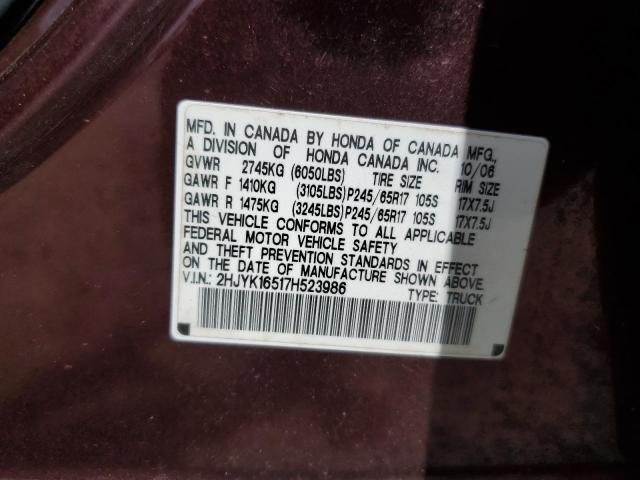 MFD. IN CANADA BY HONDA OF CANADA MFG.,
A DIVISION OF HONDA CANADA INC. 10/06
GVWR 2745KG (6050LBS) TIRE SIZE RIM SIZE
GAWR F 1410KG (3105LBS)P245/65R17 105S 17X7.5J
GAWR R 1475KG (3245LBS)P245/65R17 105S 17X7.5J
THIS VEHICLE CONFORMS TO ALL APPLICABLE
FEDERAL MOTOR VEHICLE SAFETY
AND THEFT PREVENTION STANDARDS IN EFFECT
ON THE DATE OF MANUFACTURE SHOWN ABOVE.
V.I.N.: 2HJYK16517H523986 TYPE: TRUCK